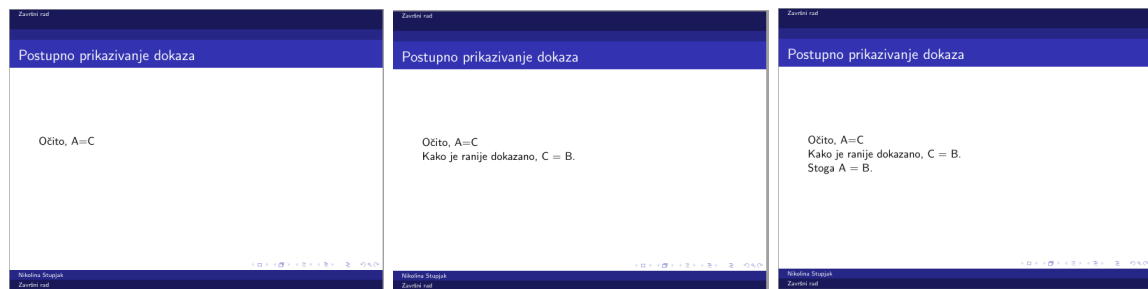 Završni rad
Postupno prikazivanje dokaza
Očito, A=C
Nikolina Stupjak
Završni rad
Završni rad
Postupno prikazivanje dokaza
Očito, A=C
Kako je ranije dokazano, C = B.
Nikolina Stupjak
Završni rad
Završni rad
Postupno prikazivanje dokaza
Očito, A=C
Kako je ranije dokazano, C = B.
Stoga A = B.
Nikolina Stupjak
Završni rad